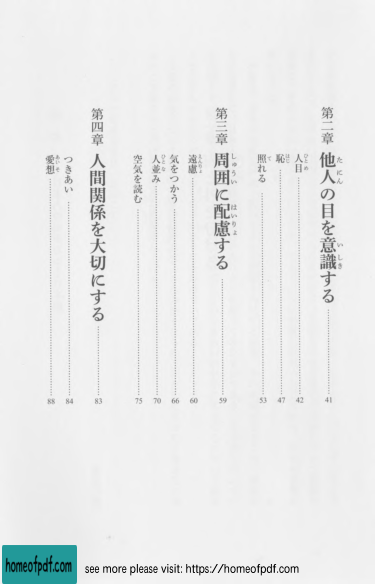 第二章 他人の目を意識する 41
人目 42
恥 47
照れる 53
第三章 周囲に配慮する 59
遠慮 60
気をつかう 66
人並み 70
空気を読む 75
第四章 人間関係を大切にする 83
つきあい 84
愛想 88
homeofpdf.com
see more please visit: https://homeofpdf.com